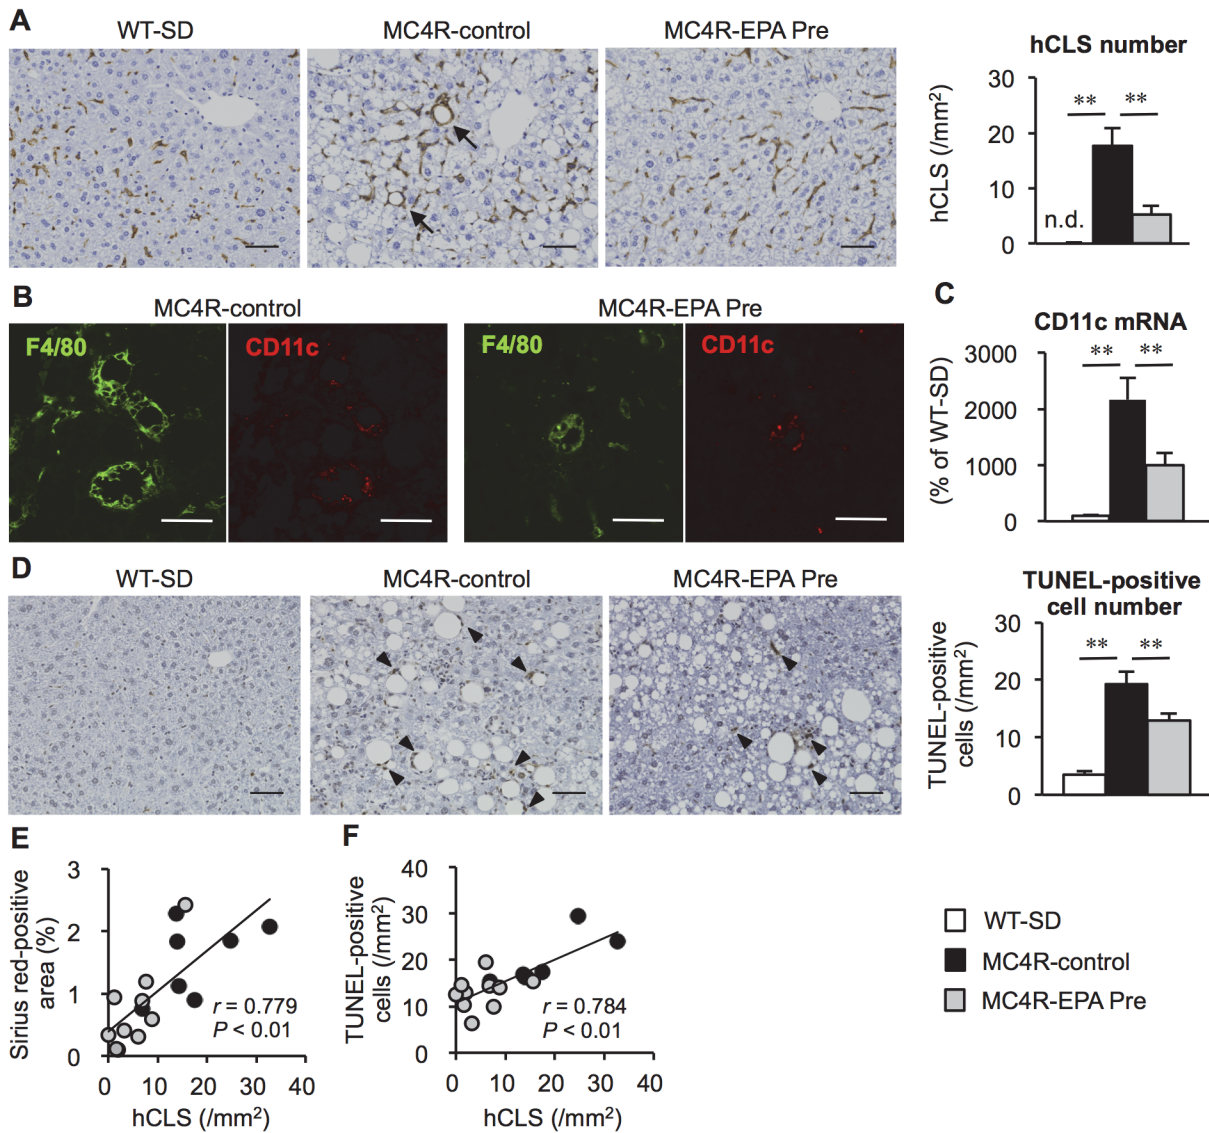 A
WT-SD
MC4R-control
MC4R-EPA Pre
hCLS number
hCLS (/mm²)
30
20
10
0
n.d.
**
**
B
MC4R-control
MC4R-EPA Pre
F4/80
CD11c
F4/80
CD11c
C
CD11c mRNA
(% of WT-SD)
3000
2000
1000
0
**
**
D
WT-SD
MC4R-control
MC4R-EPA Pre
TUNEL-positive
cell number
TUNEL-positive
cells (/mm²)
30
20
10
0
**
**
E
Sirius red-positive
area (%)
3
2
1
0
r = 0.779
P < 0.01
0 10 20 30 40
hCLS (/mm²)
F
TUNEL-positive
cells (/mm²)
40
30
20
10
0
r = 0.784
P < 0.01
0 10 20 30 40
hCLS (/mm²)
WT-SD
MC4R-control
MC4R-EPA Pre